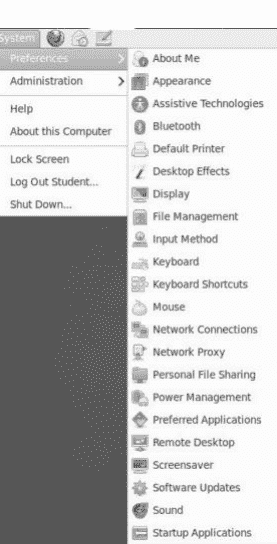 System
Preferences
Administration
Help
About this Computer
Lock Screen
Log Out Student...
Shut Down...
About Me
Appearance
Assistive Technologies
Bluetooth
Default Printer
Desktop Effects
Display
File Management
Input Method
Keyboard
Keyboard Shortcuts
Mouse
Network Connections
Network Proxy
Personal File Sharing
Power Management
Preferred Applications
Remote Desktop
Screensaver
Software Updates
Sound
Startup Applications